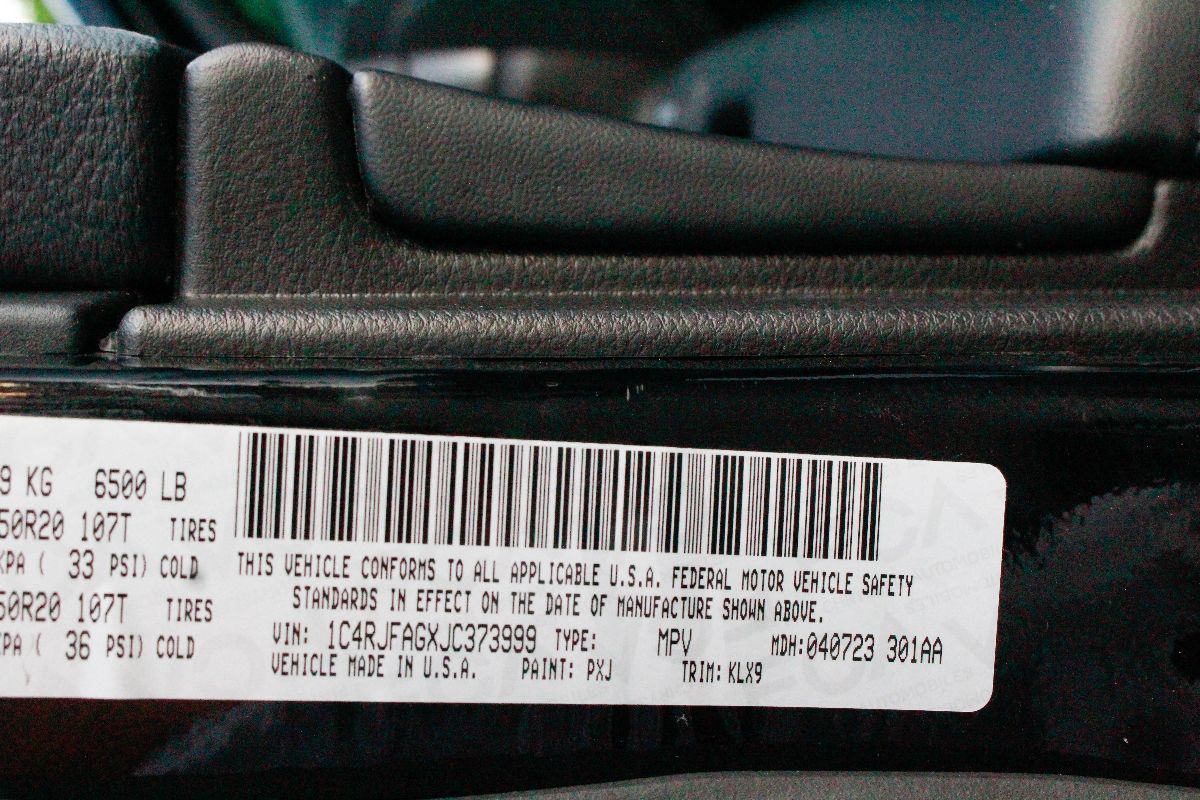 9 KG 6500 LB
50R20 107T TIRES
KPA ( 33 PSI) COLD
50R20 107T TIRES
KPA ( 36 PSI) COLD
THIS VEHICLE CONFORMS TO ALL APPLICABLE U.S.A. FEDERAL MOTOR VEHICLE SAFETY
STANDARDS IN EFFECT ON THE DATE OF MANUFACTURE SHOWN ABOVE.
VIN: 1C4RJFAGXJC373999 TYPE: MPV MDH:040723 301AA
VEHICLE MADE IN U.S.A. PAINT: PXJ TRIM: KLX9